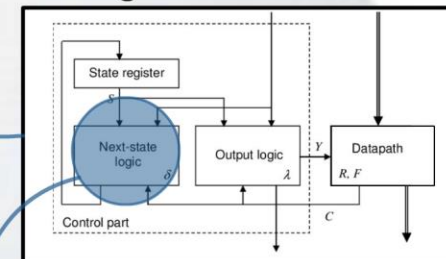 State register
S
Next-state
logic
δ
Output logic
λ
Y
Datapath
R, F
C
Control part